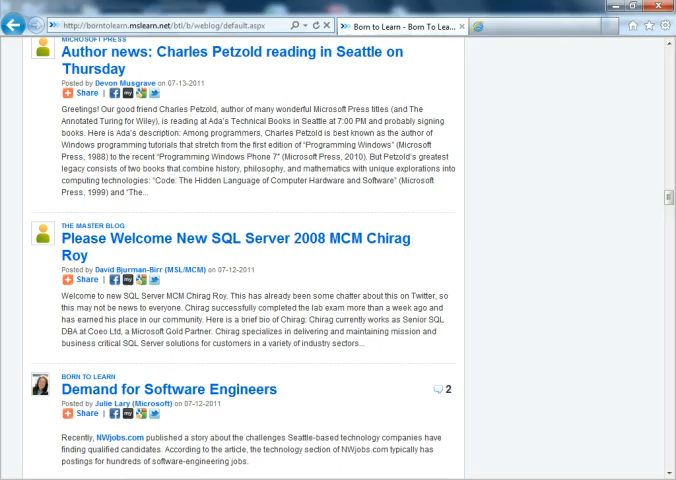 http://borntolearn.mslearn.net/btl/b/weblog/default.aspx
Born to Learn - Born To Lea...
MICROSOFT PRESS
Author news: Charles Petzold reading in Seattle on
Thursday
Posted by Devon Musgrave on 07-13-2011
Share |
Greetings! Our good friend Charles Petzold, author of many wonderful Microsoft Press titles (and The
Annotated Turing for Wiley), is reading at Ada's Technical Books in Seattle at 7:00 PM and probably signing
books. Here is Ada's description: Among programmers, Charles Petzold is best known as the author of
Windows programming tutorials that stretch from the first edition of "Programming Windows" (Microsoft
Press, 1988) to the recent "Programming Windows Phone 7" (Microsoft Press, 2010). But Petzold's greatest
legacy consists of two books that combine history, philosophy, and mathematics with unique explorations into
computing technologies: "Code: The Hidden Language of Computer Hardware and Software" (Microsoft
Press, 1999) and "The...
THE MASTER BLOG
Please Welcome New SQL Server 2008 MCM Chirag
Roy
Posted by David Bjurman-Birr (MSL/MCM) on 07-12-2011
Share |
Welcome to new SQL Server MCM Chirag Roy. This has already been some chatter about this on Twitter, so
this may not be news to everyone. Chirag successfully completed the lab exam more than a week ago and
has earned his place in our community. Here is a brief bio of Chirag: Chirag currently works as Senior SQL
DBA at Coeo Ltd, a Microsoft Gold Partner. Chirag specializes in delivering and maintaining mission and
business critical SQL Server solutions for customers in a variety of industry sectors...
BORN TO LEARN
Demand for Software Engineers
2
Posted by Julie Lary (Microsoft) on 07-12-2011
Share |
Recently, NWjobs.com published a story about the challenges Seattle-based technology companies have
finding qualified candidates. According to the article, the technology section of NWjobs.com typically has
postings for hundreds of software-engineering jobs.